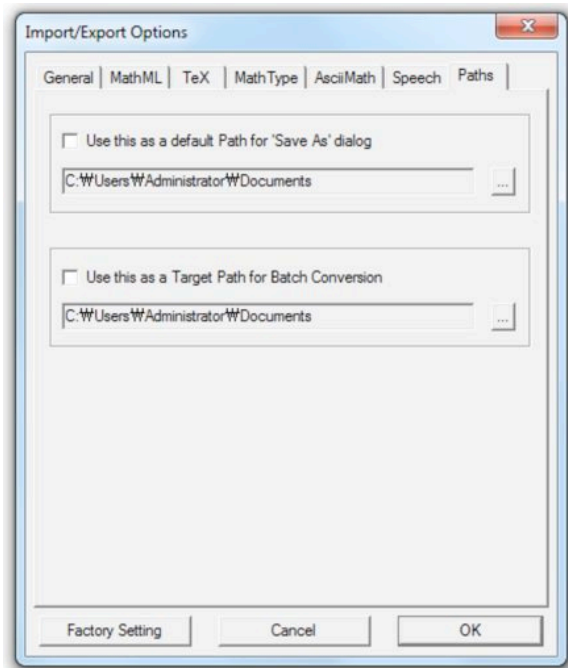 Import/Export Options
General MathML TeX MathType AsciiMath Speech Paths
Use this as a default Path for 'Save As' dialog
C:₩Users₩Administrator₩Documents
...
Use this as a Target Path for Batch Conversion
C:₩Users₩Administrator₩Documents
...
Factory Setting Cancel OK